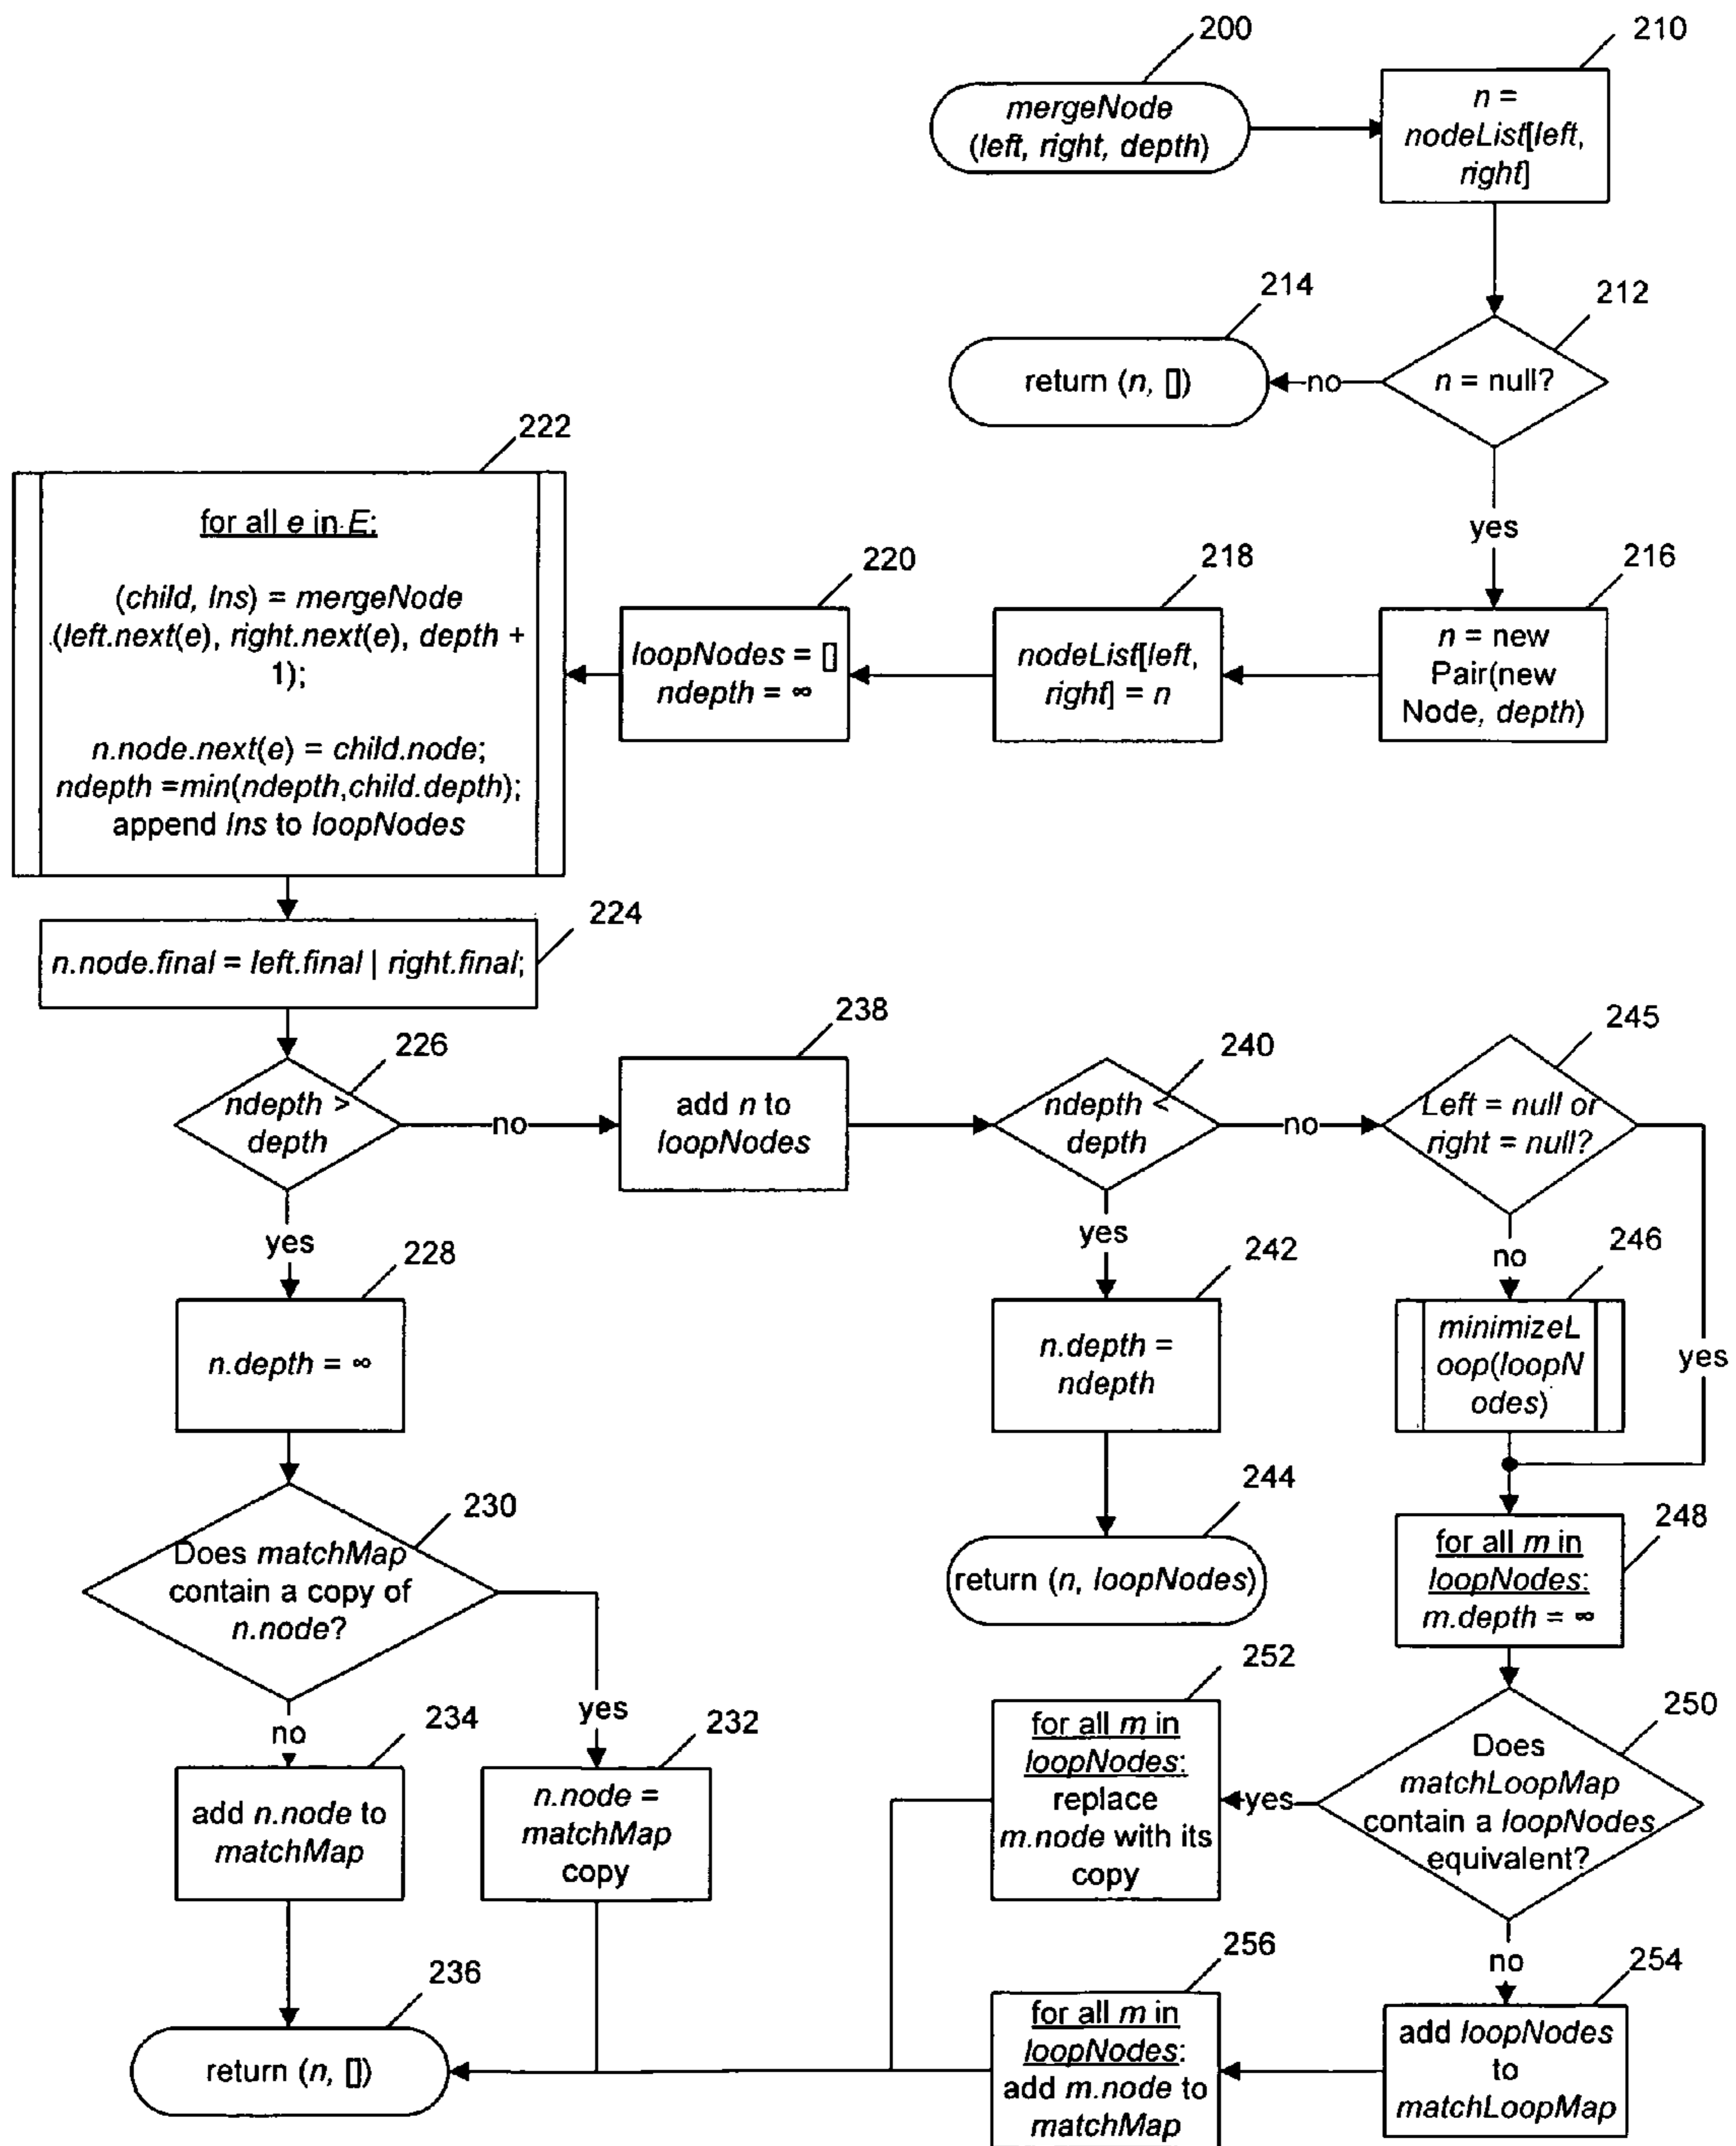 200
mergeNode
(left, right, depth)
210
n =
nodeList[left,
right]
212
n = null?
no
214
return (n, [])
yes
216
n = new
Pair(new
Node, depth)
218
nodeList[left,
right] = n
220
loopNodes = []
ndepth = ∞
222
for all e in E:
(child, lns) = mergeNode
(left.next(e), right.next(e), depth +
1);
n.node.next(e) = child.node;
ndepth =min(ndepth,child.depth);
append lns to loopNodes
224
n.node.final = left.final | right.final;
226
ndepth >
depth
no
238
add n to
loopNodes
240
ndepth <
depth
no
245
Left = null or
right = null?
yes
228
n.depth = ∞
yes
242
n.depth =
ndepth
no
246
minimizeL
oop(loopN
odes)
yes
230
Does matchMap
contain a copy of
n.node?
244
return (n, loopNodes)
248
for all m in
loopNodes:
m.depth = ∞
no
234
add n.node to
matchMap
yes
232
n.node =
matchMap
copy
252
for all m in
loopNodes:
replace
m.node with its
copy
yes
250
Does
matchLoopMap
contain a loopNodes
equivalent?
no
254
add loopNodes
to
matchLoopMap
256
for all m in
loopNodes:
add m.node to
matchMap
236
return (n, [])